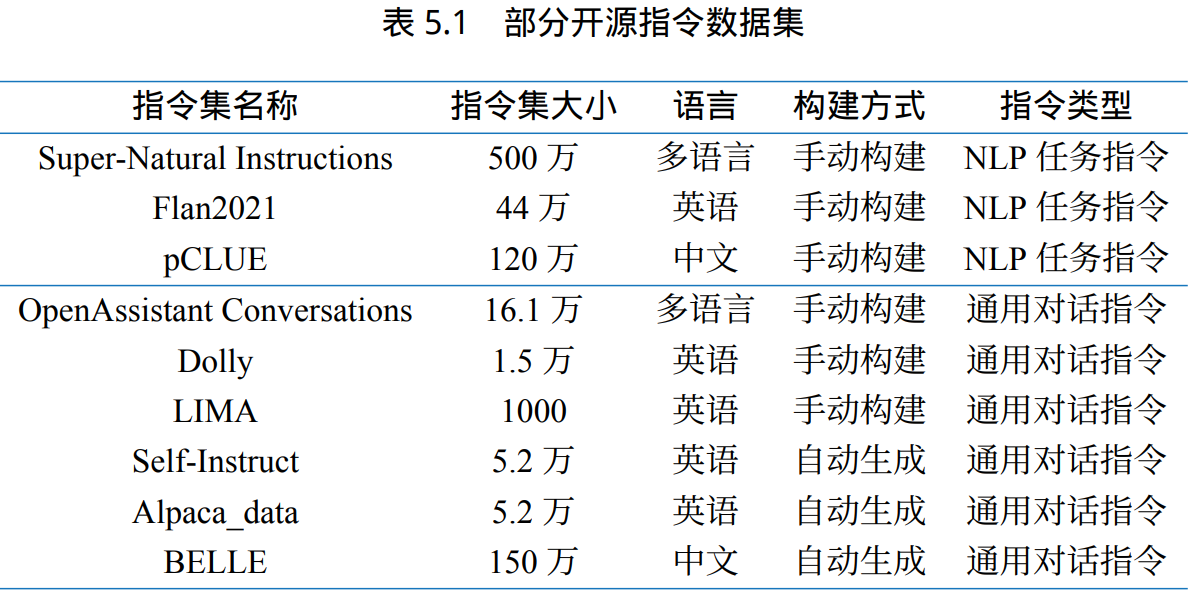 表 5.1 部分开源指令数据集
指令集名称 指令集大小 语言 构建方式 指令类型
Super-Natural Instructions 500 万 多语言 手动构建 NLP 任务指令
Flan2021 44 万 英语 手动构建 NLP 任务指令
pCLUE 120 万 中文 手动构建 NLP 任务指令
OpenAssistant Conversations 16.1 万 多语言 手动构建 通用对话指令
Dolly 1.5 万 英语 手动构建 通用对话指令
LIMA 1000 英语 手动构建 通用对话指令
Self-Instruct 5.2 万 英语 自动生成 通用对话指令
Alpaca_data 5.2 万 英语 自动生成 通用对话指令
BELLE 150 万 中文 自动生成 通用对话指令